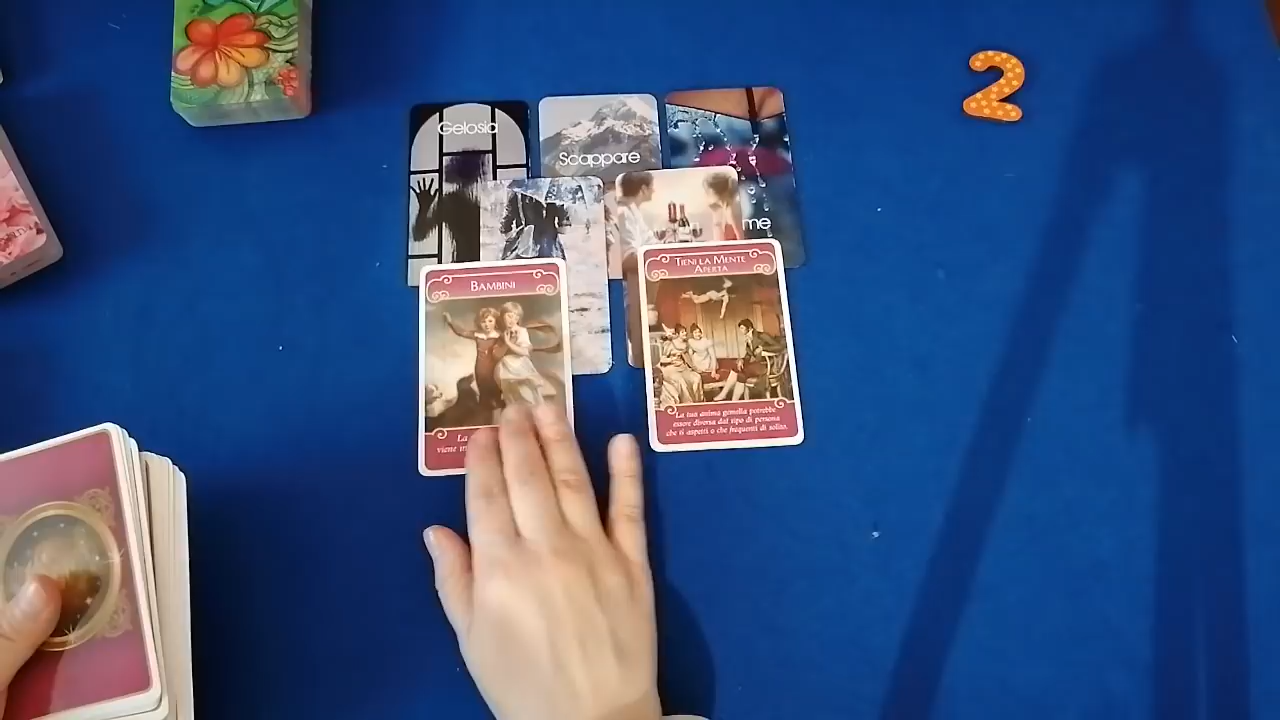 2
Gelosia
Scappare
me
BAMBINI
La
viene
TIENI LA MENTE
APERTA
La tua anima gemella potrebbe
essere diversa dal tipo di persona
che ti aspetti o che frequenti di solito.